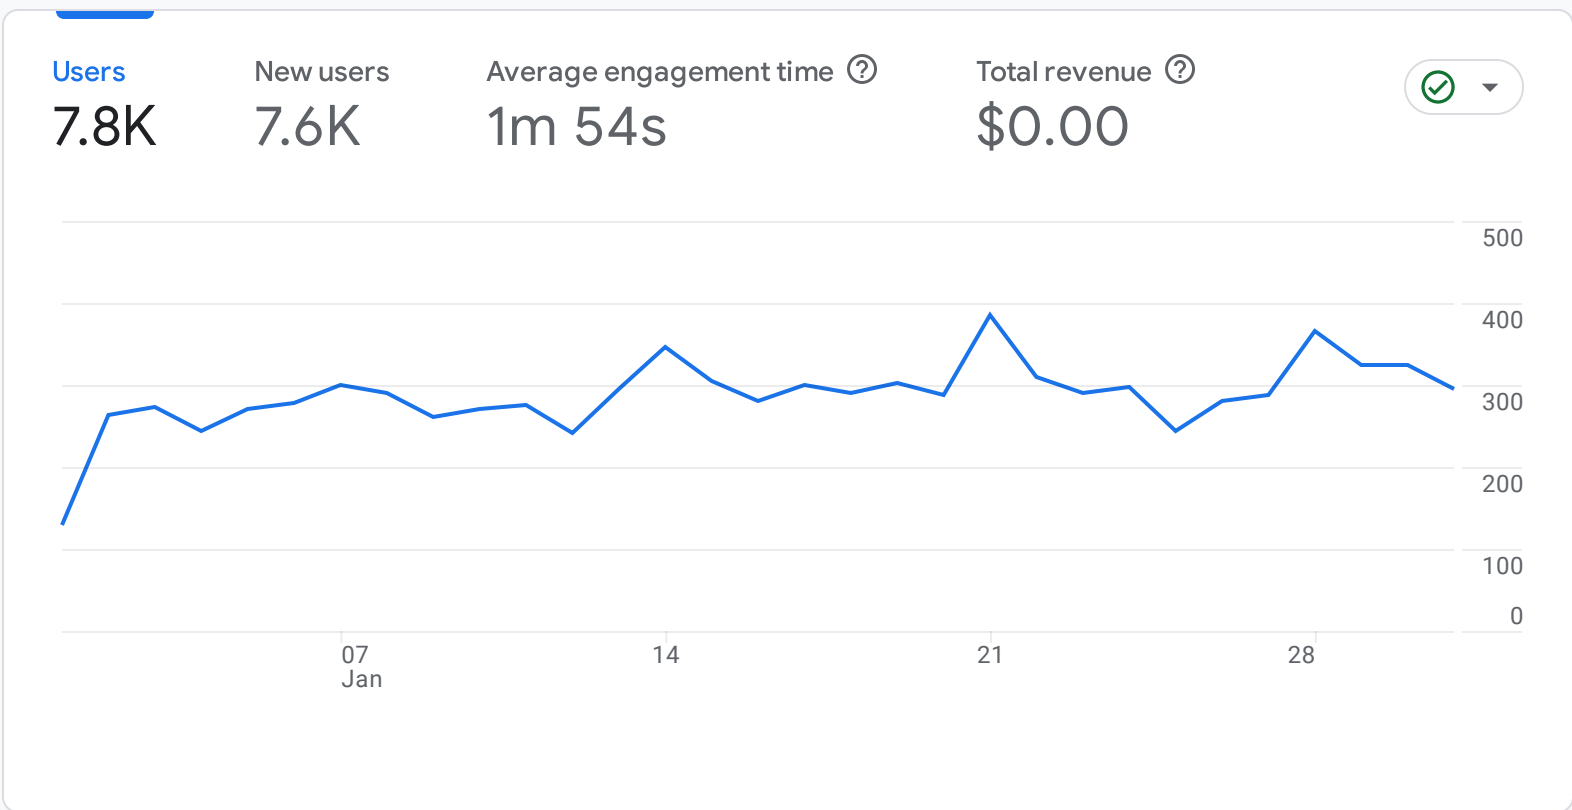 Users
7.8K
New users
7.6K
Average engagement time
1m 54s
Total revenue
$0.00
500
400
300
200
100
0
07
Jan
14
21
28